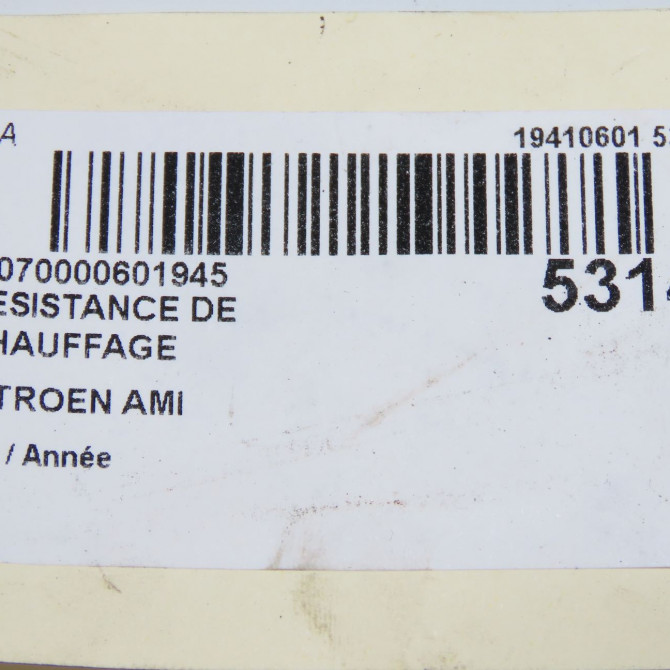 A 19410601 5
070000601945
ESISTANCE DE
HAUFFAGE
531
TROEN AMI
/ Année